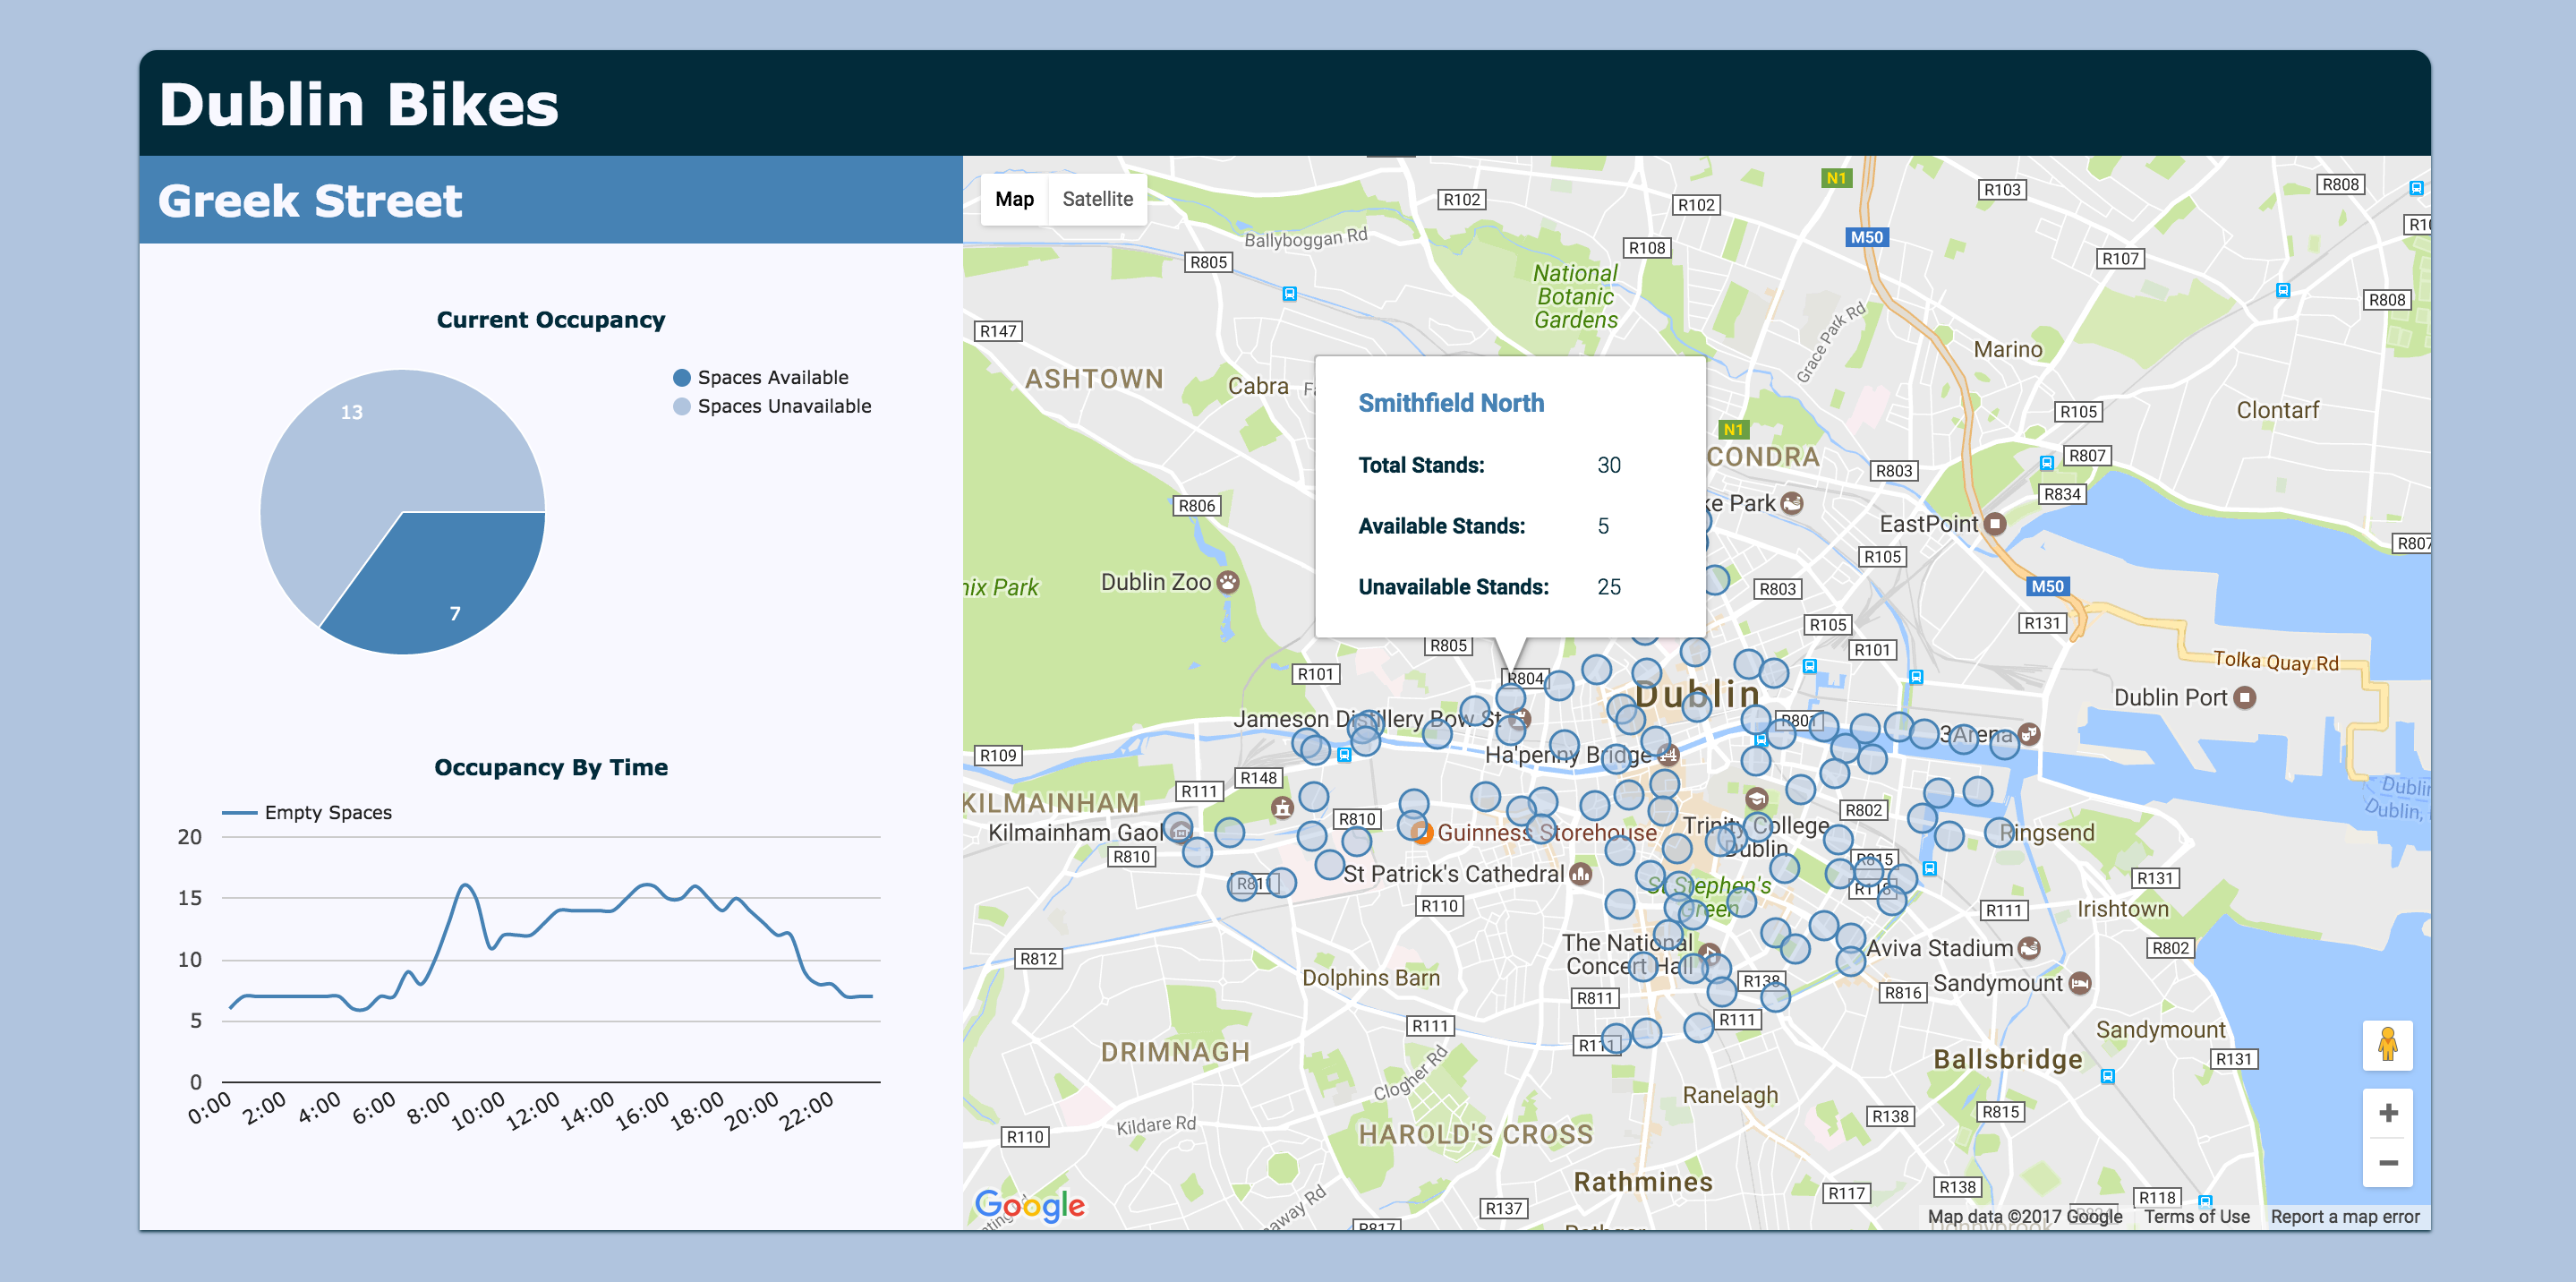 Dublin Bikes
Greek Street
Current Occupancy
13
7
Spaces Available
Spaces Unavailable
Occupancy By Time
Empty Spaces
20
15
10
5
0
0:00
2:00
4:00
6:00
8:00
10:00
12:00
14:00
16:00
18:00
20:00
22:00
Map
Satellite
R102
R102
N1
R103
R808
Ballyboggan Rd
R108
M50
R805
R107
National
Botanic
Gardens
R808
R147
Grace Park Rd
Marino
ASHTOWN
Cabra
Smithfield North
Total Stands: 30
Available Stands: 5
Unavailable Stands: 25
R105
Clontarf
N1
CONDRA
R807
R803
R834
R806
ke Park
EastPoint
R807
R105
Dublin Zoo
nix Park
R803
M50
R105
R131
R805
R101
R101
R804
Tolka Quay Rd
Dublin
Dublin Port
Jameson Distillery Bow St
R801
3Arena
R109
Ha'penny Bridge
R148
R111
KILMAINHAM
R802
Kilmainham Gaol
R810
Guinness Storehouse
Trinity College
Dublin
Ringsend
R810
R815
R811
St Patrick's Cathedral
St Stephen's
Green
R118
R131
R110
R111
Irishtown
The National
Concert Hall
Aviva Stadium
R802
R812
Dolphins Barn
R138
Sandymount
R811
R816
R111
R111
Sandymount
R111
DRIMNAGH
Clogher Rd
Ballsbridge
R131
Ranelagh
R138
R815
Kildare Rd
R110
HAROLD'S CROSS
Rathmines
R117
R138
R118
R137
Google
R817
Map data ©2017 Google
Terms of Use
Report a map error